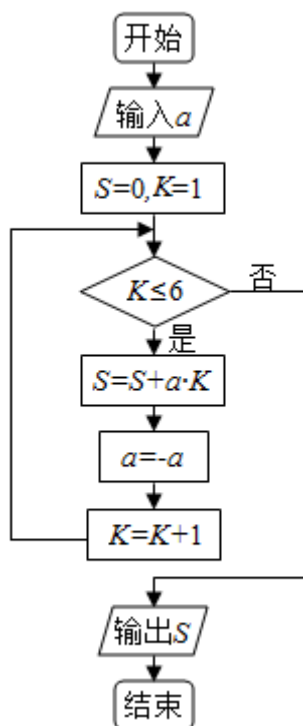 开始
输入a
S=0,K=1
K≤6
否
是
S=S+a·K
a=-a
K=K+1
输出S
结束